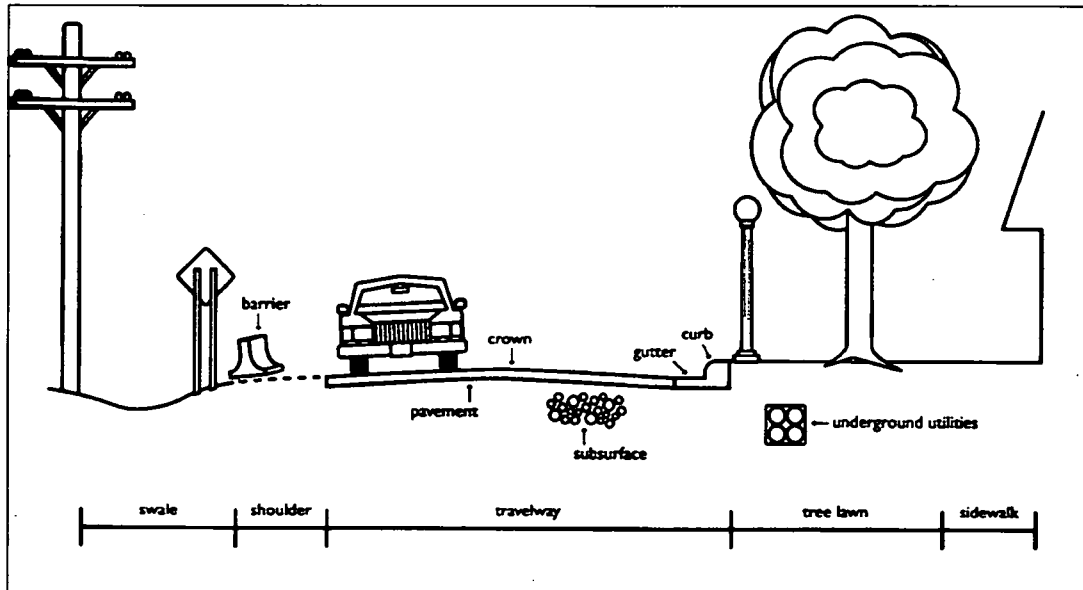 barrier
crown
curb
gutter
pavement
subsurface
underground utilities
swale
shoulder
travelway
tree lawn
sidewalk